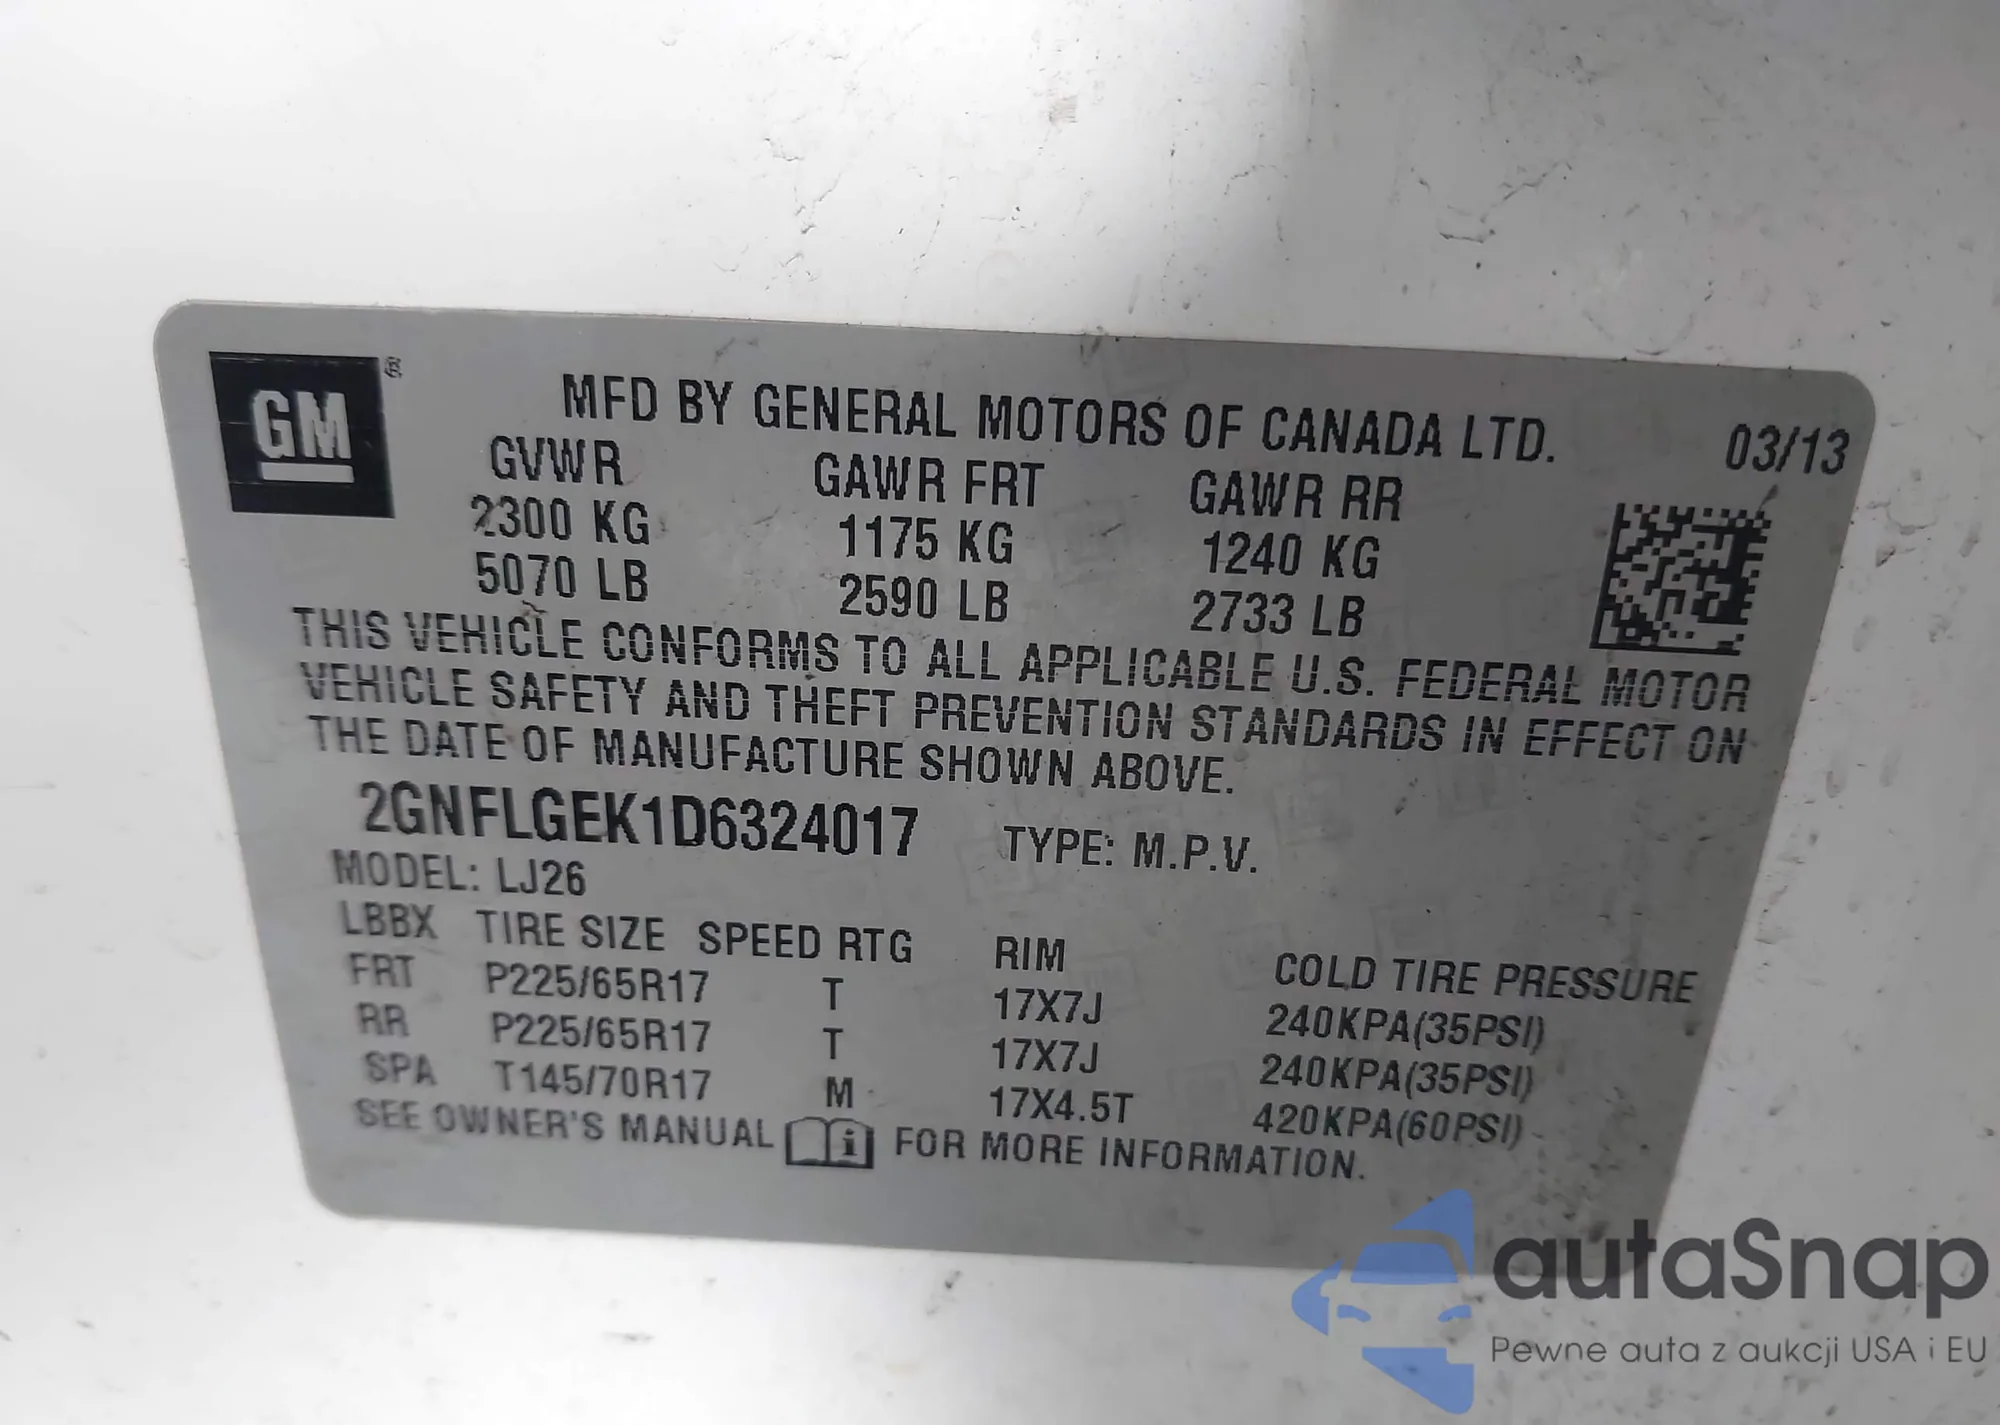 GM ®
MFD BY GENERAL MOTORS OF CANADA LTD. 03/13
GVWR GAWR FRT GAWR RR
2300 KG 1175 KG 1240 KG
5070 LB 2590 LB 2733 LB
THIS VEHICLE CONFORMS TO ALL APPLICABLE U.S. FEDERAL MOTOR
VEHICLE SAFETY AND THEFT PREVENTION STANDARDS IN EFFECT ON
THE DATE OF MANUFACTURE SHOWN ABOVE.
2GNFLGEK1D6324017 TYPE: M.P.V.
MODEL: LJ26
LBBX TIRE SIZE SPEED RTG RIM COLD TIRE PRESSURE
FRT P225/65R17 T 17X7J 240KPA(35PSI)
RR P225/65R17 T 17X7J 240KPA(35PSI)
SPA T145/70R17 M 17X4.5T 420KPA(60PSI)
SEE OWNER'S MANUAL i FOR MORE INFORMATION.
autaSnap
Pewne auta z aukcji USA i EU